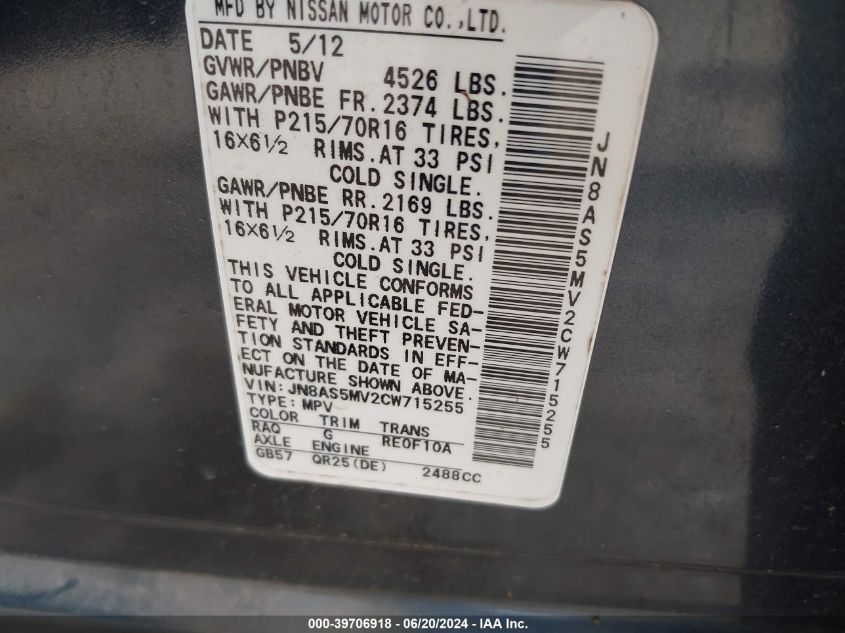 MFD BY NISSAN MOTOR CO.,LTD.
DATE 5/12
GVWR/PNBV 4526 LBS.
GAWR/PNBE FR. 2374 LBS.
WITH P215/70R16 TIRES,
16X6½ RIMS.AT 33 PSI
COLD SINGLE.
GAWR/PNBE RR. 2169 LBS.
WITH P215/70R16 TIRES,
16X6½ RIMS.AT 33 PSI
COLD SINGLE.
THIS VEHICLE CONFORMS
TO ALL APPLICABLE FED-
ERAL MOTOR VEHICLE SA-
FETY AND THEFT PREVEN-
TION STANDARDS IN EFF-
ECT ON THE DATE OF MA-
NUFACTURE SHOWN ABOVE.
VIN: JN8AS5MV2CW715255
TYPE: MPV
COLOR TRIM TRANS
RAQ G RE0F10A
AXLE ENGINE
GB57 QR25(DE) 2488CC
JN8AS5MV2CW715255
000-39706918 - 06/20/2024 - IAA Inc.